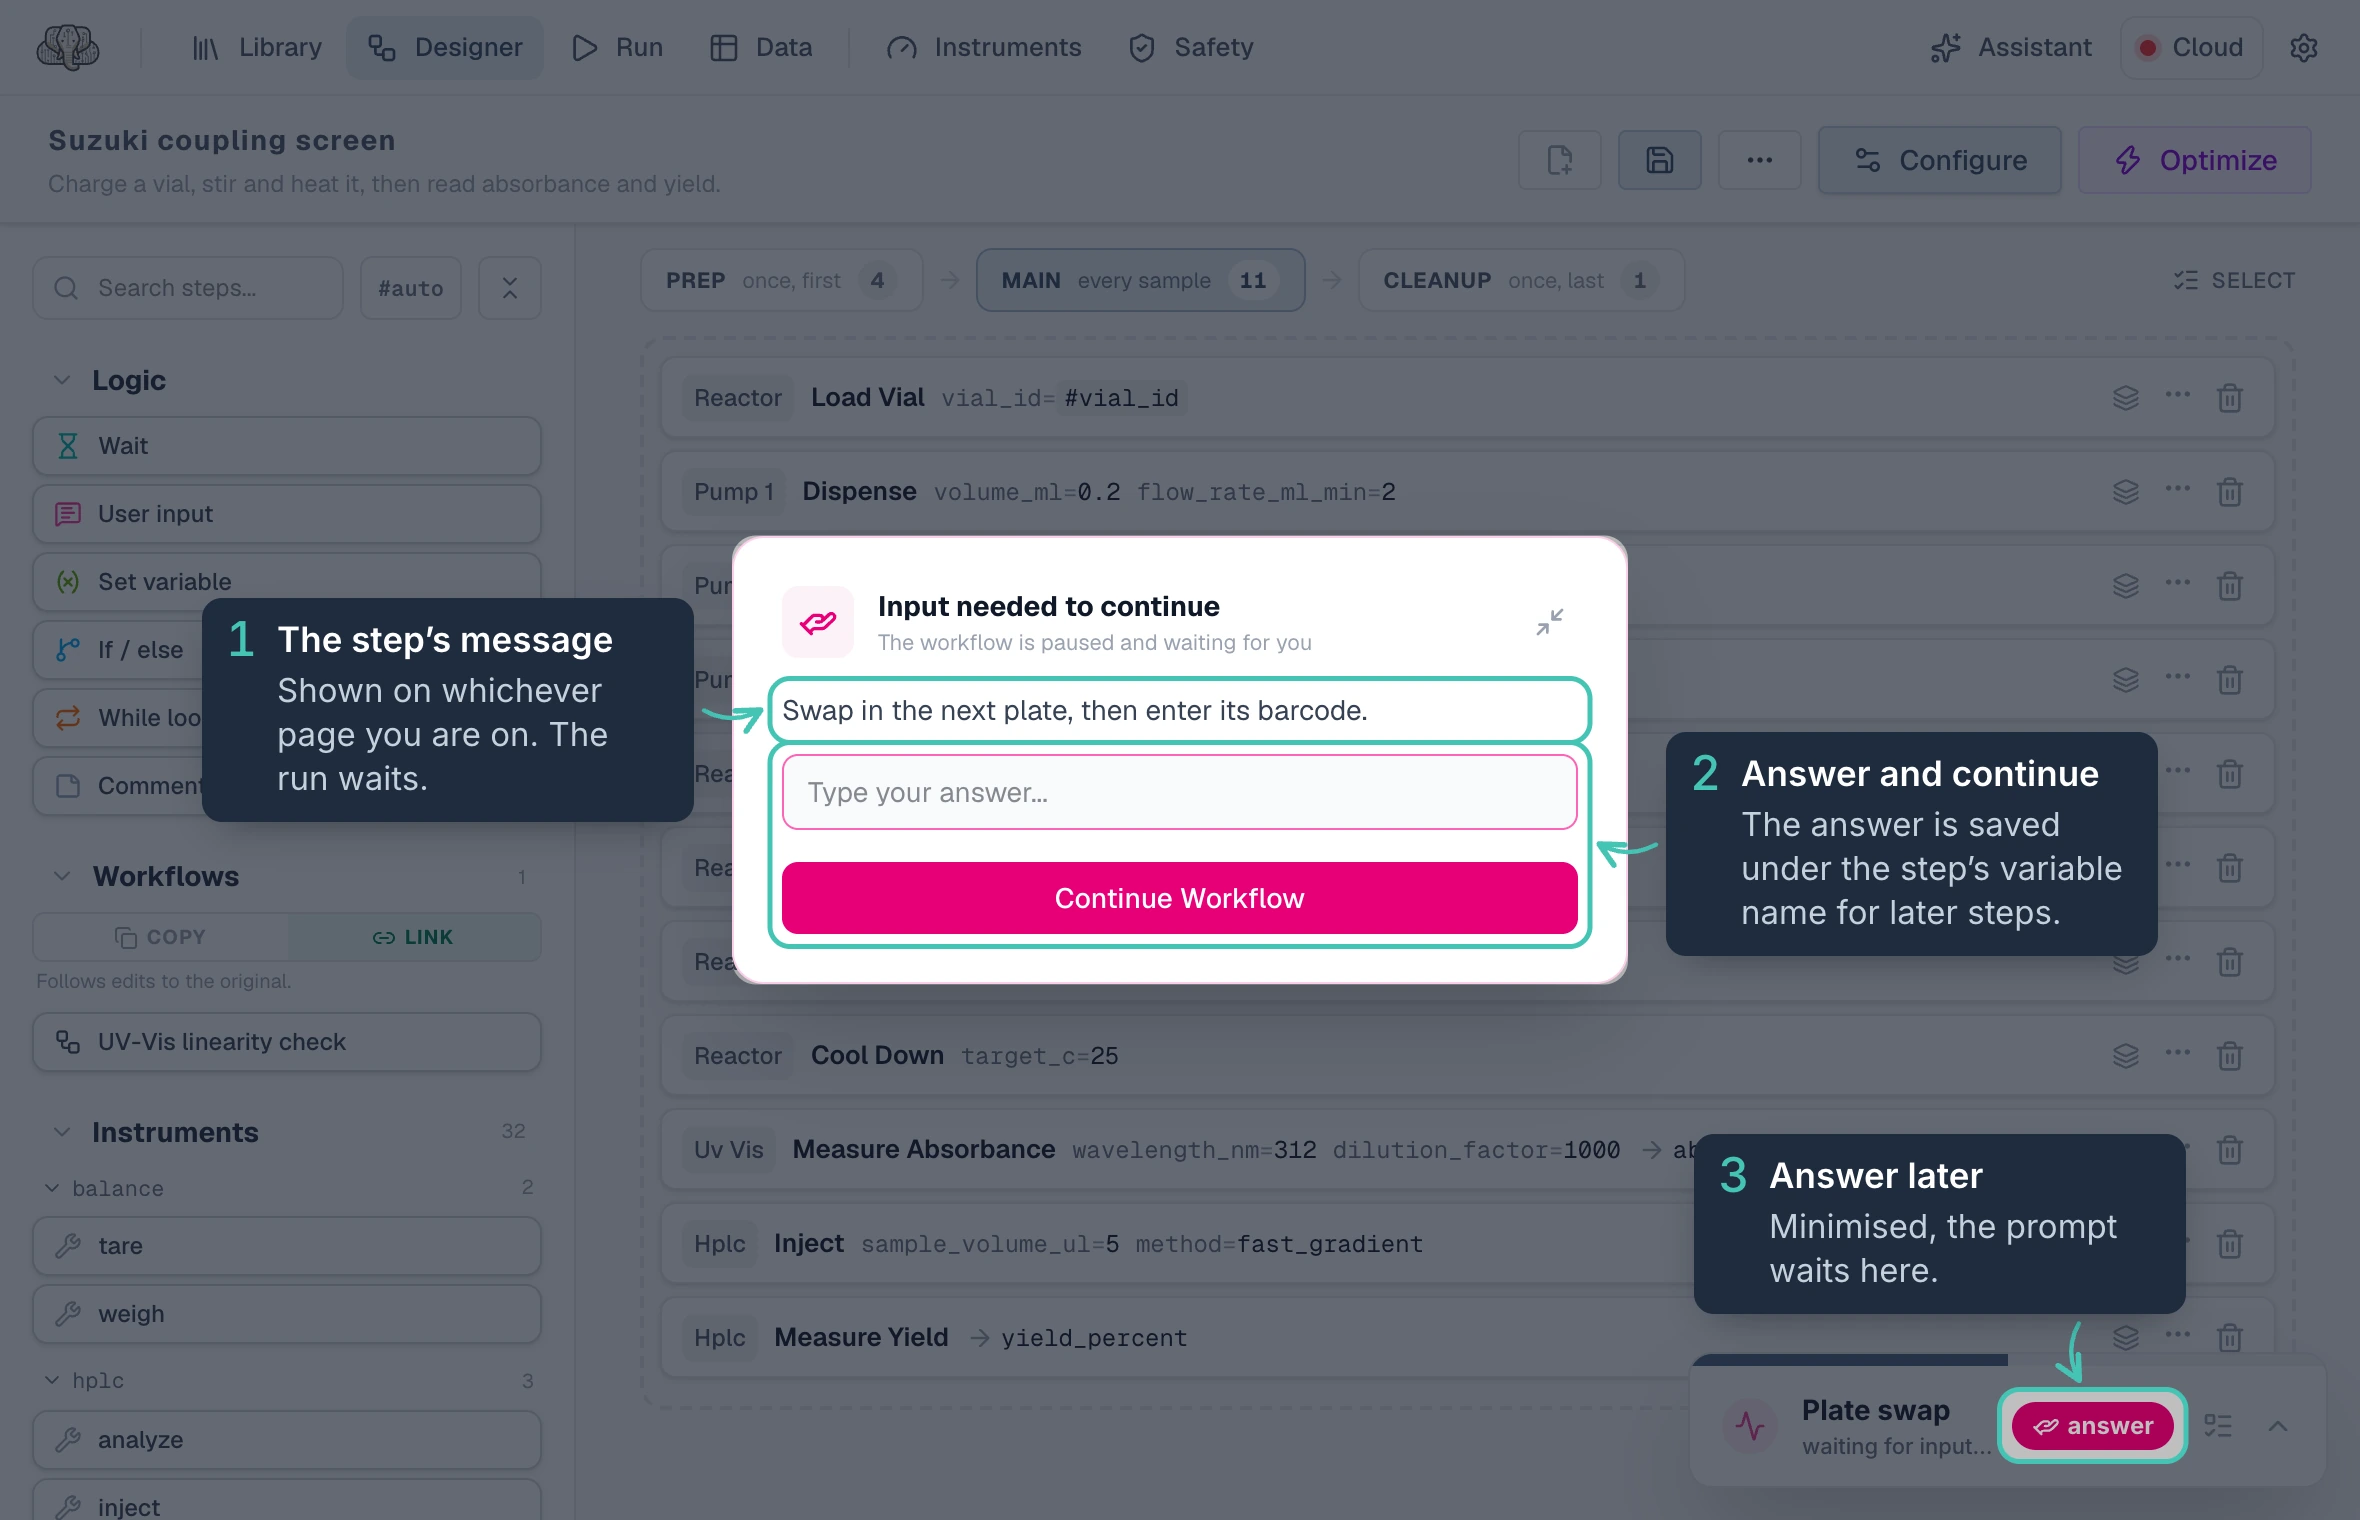 Library
Designer
Run
Data
Instruments
Safety
Assistant
Cloud
Suzuki coupling screen
Charge a vial, stir and heat it, then read absorbance and yield.
Configure
Optimize
Search steps...
#auto
PREP once, first 4
MAIN every sample 11
CLEANUP once, last 1
SELECT
Logic
Wait
User input
Set variable
If / else
While loo
Comment
Workflows 1
COPY
LINK
Follows edits to the original.
UV-Vis linearity check
Instruments 32
balance 2
tare
weigh
hplc 3
analyze
inject
Reactor Load Vial vial_id= #vial_id
Pump 1 Dispense volume_ml=0.2 flow_rate_ml_min=2
Pu
Pu
Rea
Rea
Rea
Reactor Cool Down target_c=25
Uv Vis Measure Absorbance wavelength_nm=312 dilution_factor=1000 → ab
Hplc Inject sample_volume_ul=5 method=fast_gradient
Hplc Measure Yield → yield_percent
Input needed to continue
The workflow is paused and waiting for you
Swap in the next plate, then enter its barcode.
Type your answer...
Continue Workflow
1 The step's message
Shown on whichever
page you are on. The
run waits.
2 Answer and continue
The answer is saved
under the step's variable
name for later steps.
3 Answer later
Minimised, the prompt
waits here.
Plate swap
waiting for input...
answer